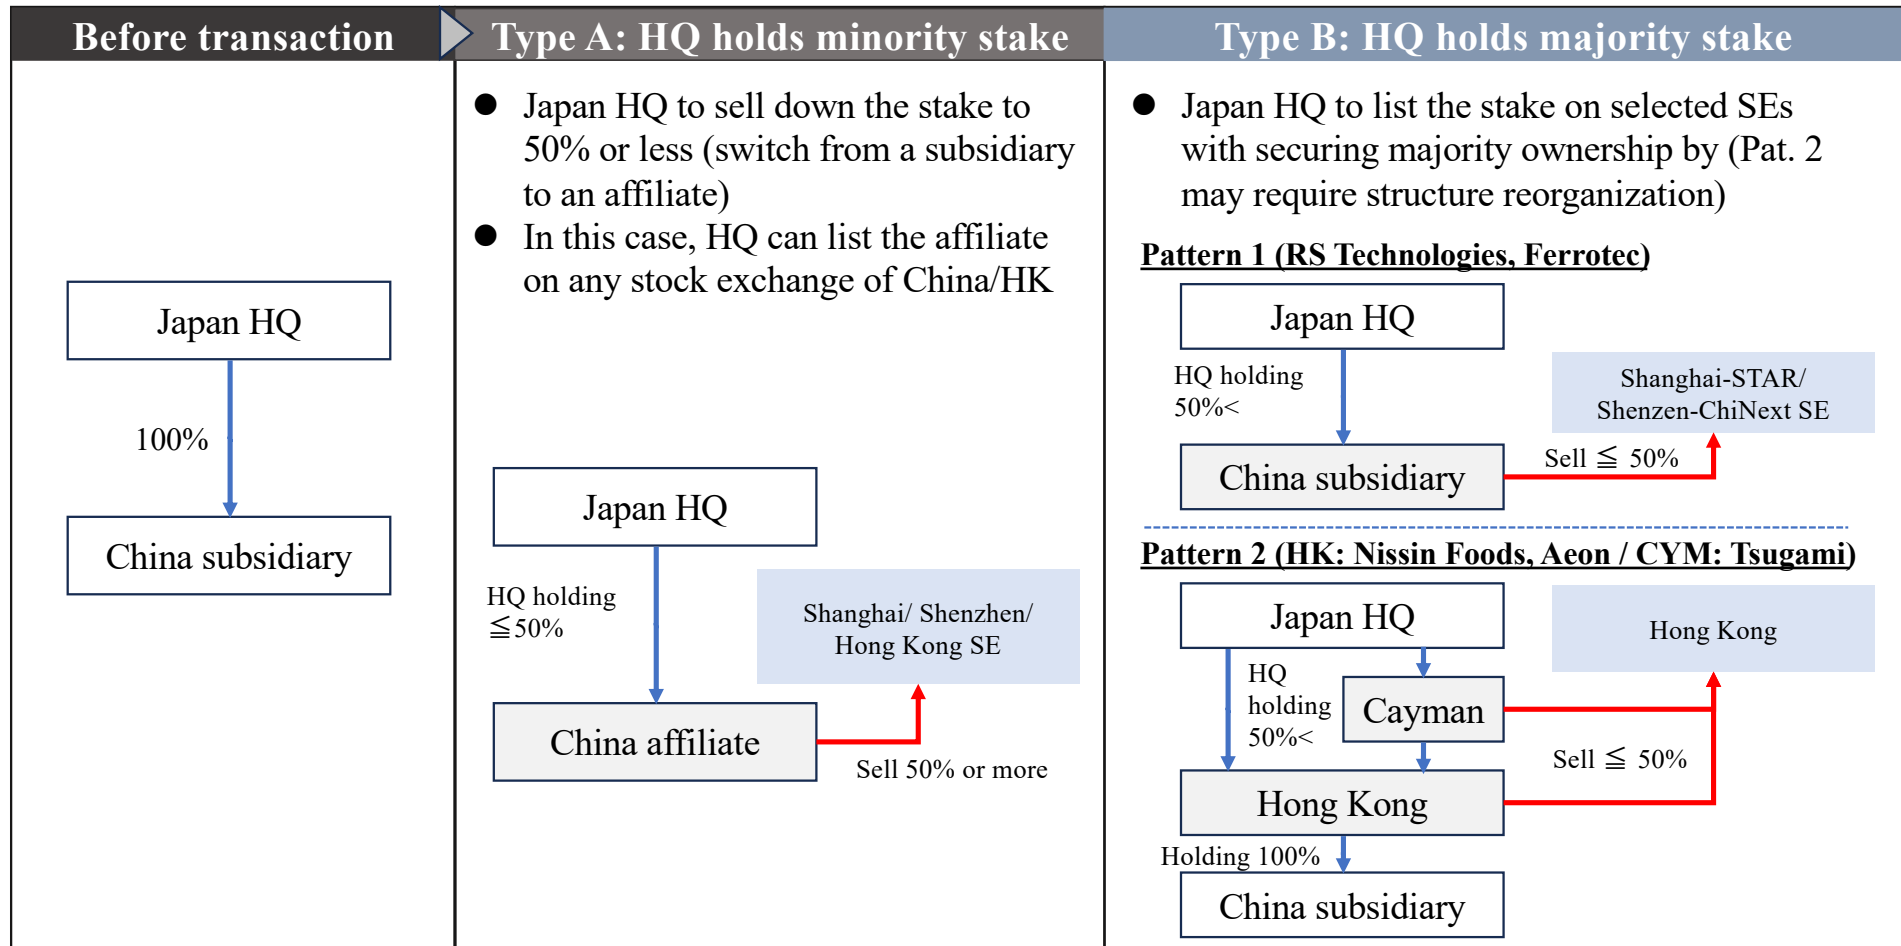 Before transaction
Type A: HQ holds minority stake
Type B: HQ holds majority stake
Japan HQ
100%
China subsidiary
● Japan HQ to sell down the stake to
50% or less (switch from a subsidiary
to an affiliate)
● In this case, HQ can list the affiliate
on any stock exchange of China/HK
Japan HQ
HQ holding
≦50%
Shanghai/ Shenzhen/
Hong Kong SE
China affiliate
Sell 50% or more
● Japan HQ to list the stake on selected SEs
with securing majority ownership by (Pat. 2
may require structure reorganization)
Pattern 1 (RS Technologies, Ferrotec)
Japan HQ
HQ holding
50%<
Shanghai-STAR/
Shenzen-ChiNext SE
China subsidiary
Sell ≦ 50%
Pattern 2 (HK: Nissin Foods, Aeon / CYM: Tsugami)
Japan HQ
Hong Kong
HQ
holding
50%<
Cayman
Sell ≦ 50%
Hong Kong
Holding 100%
China subsidiary